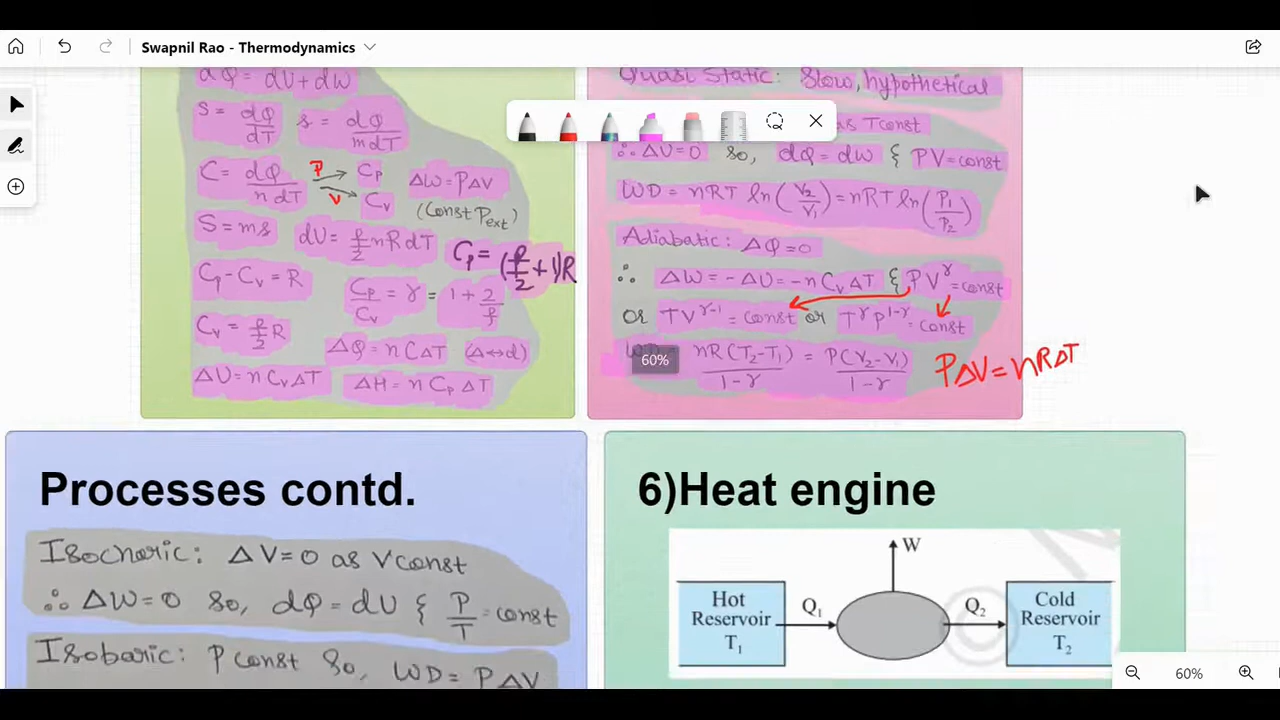 Swapnil Rao - Thermodynamics
dQ = dU + dW
S = dQ/dT s = dQ/mdT
C = dQ/n dT P → Cp V → Cv
ΔW = PΔV
(Const Pext)
S = ms dU = f/2 nRdT Cp = (f/2 + 1)R
Cp - Cv = R Cp/Cv = γ = 1 + 2/f
Cv = f/2 R ΔQ = nCΔT (Δ↔d)
ΔU = nCvΔT ΔH = nCpΔT
Quasi Static: Slow, hypothetical
as T const
∴ ΔU=0 so, dQ = dW { PV = const
WD = nRT ln(V2/V1) = nRT ln(P1/P2)
Adiabatic: ΔQ = 0
∴ ΔW = -ΔU = -nCvΔT { PV^γ = const
or TV^γ-1 = const or T^γ P^1-γ = const
WD = nR(T2-T1)/1-γ = P(V2-V1)/1-γ
PΔV = nRΔT
60%
Processes contd.
Isochoric: ΔV = 0 as V const
∴ ΔW = 0 so, dQ = dU { P/T = const
Isobaric: P const So, WD = PΔV
6)Heat engine
W
Hot Reservoir T1
Q1
Q2
Cold Reservoir T2
60%